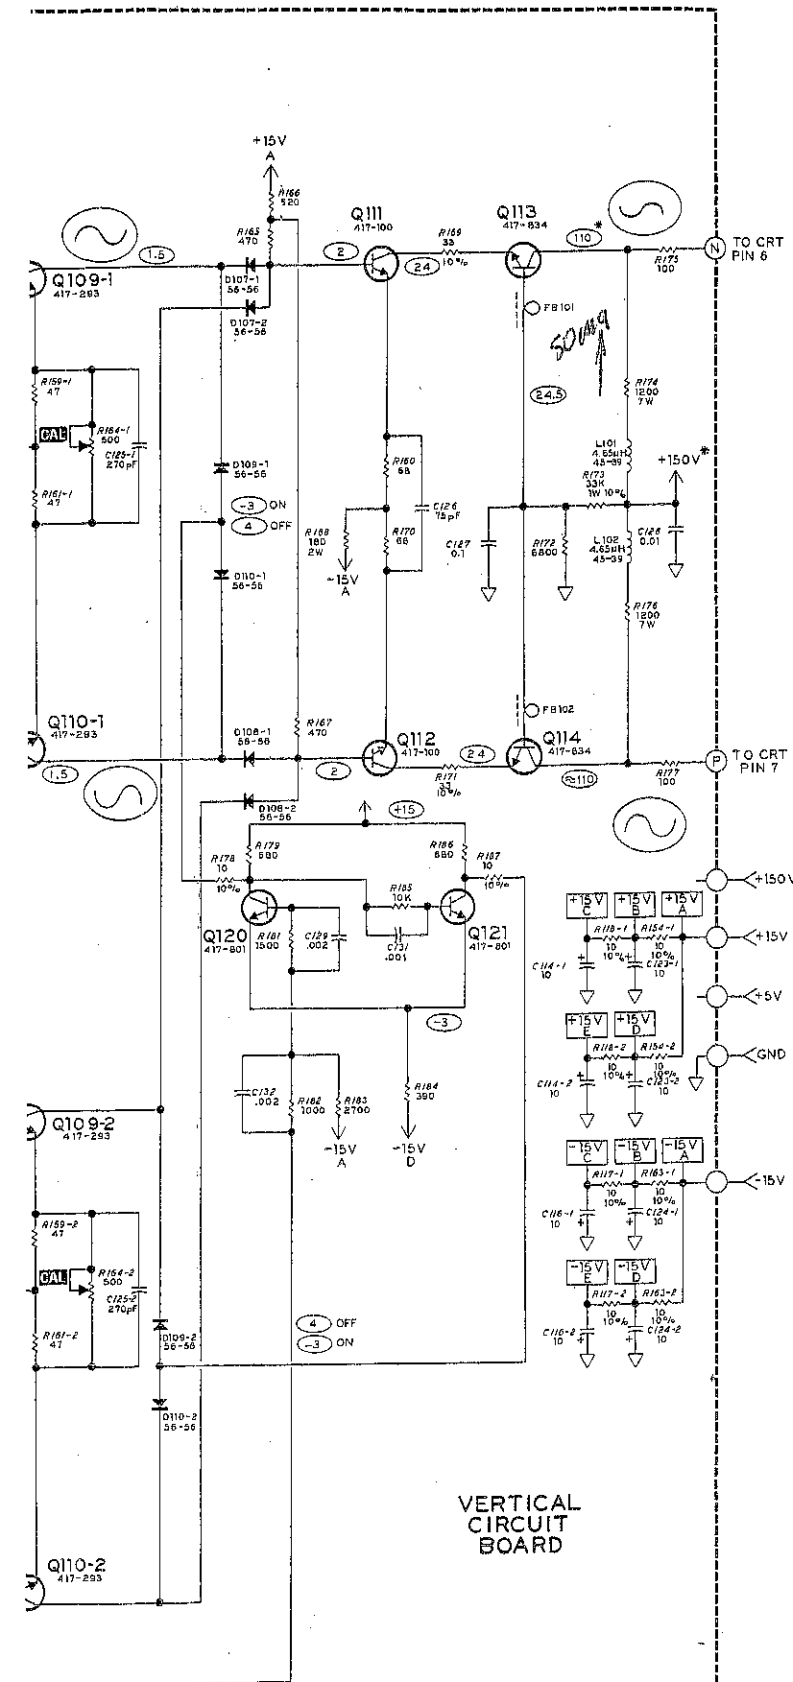 +15V
A
R166
520
Q111
417-100
Q113
417-834
R165
470
R169
33
10%
110*
1.5
2
24
R175
100
N
TO CRT
PIN 6
Q109-1
417-293
D107-1
56-56
D107-2
56-56
FB101
50mg
24.5
R174
1200
7W
R159-1
47
CAL
R164-1
500
C125-1
270pF
R161-1
47
D109-1
56-56
-3 ON
4 OFF
R168
180
2W
-15V
A
R160
68
R170
68
C126
75pF
L101
4.65µH
45-39
R173
33K
1W 10%
+150V*
C127
0.1
R172
6800
L102
4.65µH
45-39
C128
0.01
D110-1
56-56
R176
1200
7W
R167
470
FB102
Q110-1
417-293
D108-1
56-56
Q112
417-100
Q114
417-834
1.5
2
24
R171
33
10%
≈110
R177
100
P
TO CRT
PIN 7
D108-2
56-56
+15
R178
10
10%
R179
680
R186
680
R187
10
10%
R185
10K
C131
.001
Q120
417-801
R181
1500
C129
.002
Q121
417-801
-3
C132
.002
R182
1000
R183
2700
R184
390
-15V
A
-15V
D
+150V
+15V
C
+15V
B
+15V
A
R118-1
10
10%
R154-1
10
10%
+15V
C114-1
10
C123-1
10
+5V
+15V
E
+15V
D
R118-2
10
10%
R154-2
10
10%
GND
C114-2
10
C123-2
10
-15V
C
-15V
B
-15V
A
R117-1
10
10%
R163-1
10
10%
-15V
C116-1
10
C124-1
10
-15V
E
-15V
D
R117-2
10
10%
R163-2
10
10%
C116-2
10
C124-2
10
Q109-2
417-293
R159-2
47
CAL
R164-2
500
C125-2
270pF
R161-2
47
D109-2
56-56
4 OFF
-3 ON
D110-2
56-56
VERTICAL
CIRCUIT
BOARD
Q110-2
417-293